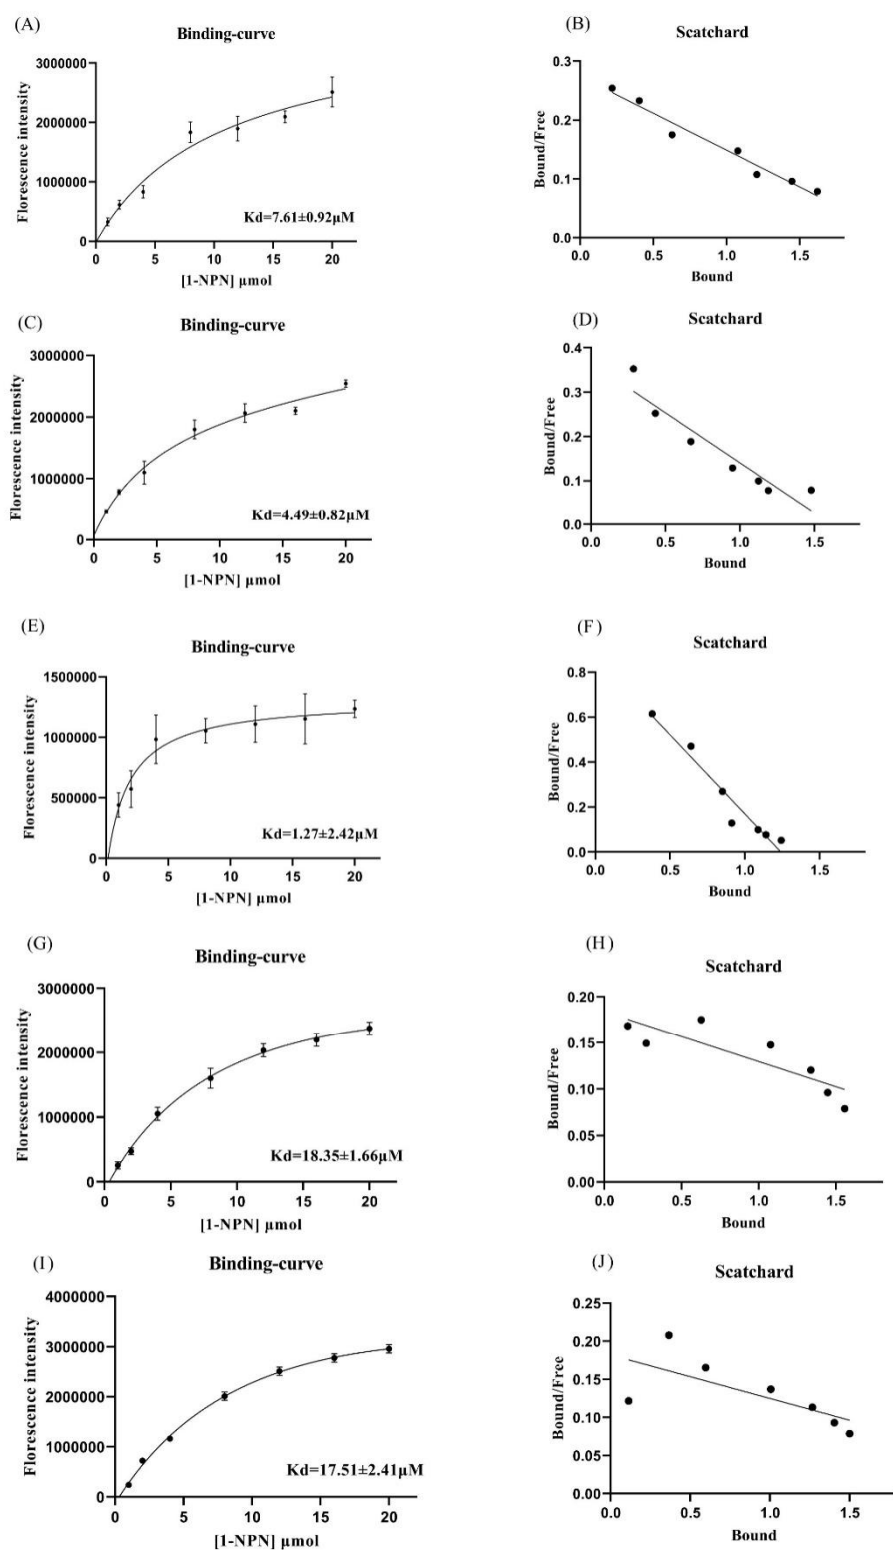 (A)
Binding-curve
Florescence intensity
3000000
2000000
1000000
0
0 5 10 15 20
Kd=7.61±0.92µM
[1-NPN] µmol
(B)
Scatchard
Bound/Free
0.3
0.2
0.1
0.0
0.0 0.5 1.0 1.5
Bound
(C)
Binding-curve
Florescence intensity
3000000
2000000
1000000
0
0 5 10 15 20
Kd=4.49±0.82µM
[1-NPN] µmol
(D)
Scatchard
Bound/Free
0.4
0.3
0.2
0.1
0.0
0.0 0.5 1.0 1.5
Bound
(E)
Binding-curve
Florescence intensity
1500000
1000000
500000
0
0 5 10 15 20
Kd=1.27±2.42µM
[1-NPN] µmol
(F)
Scatchard
Bound/Free
0.8
0.6
0.4
0.2
0.0
0.0 0.5 1.0 1.5
Bound
(G)
Binding-curve
Florescence intensity
3000000
2000000
1000000
0
0 5 10 15 20
Kd=18.35±1.66µM
[1-NPN] µmol
(H)
Scatchard
Bound/Free
0.20
0.15
0.10
0.05
0.00
0.0 0.5 1.0 1.5
Bound
(I)
Binding-curve
Florescence intensity
4000000
3000000
2000000
1000000
0
0 5 10 15 20
Kd=17.51±2.41µM
[1-NPN] µmol
(J)
Scatchard
Bound/Free
0.25
0.20
0.15
0.10
0.05
0.00
0.0 0.5 1.0 1.5
Bound